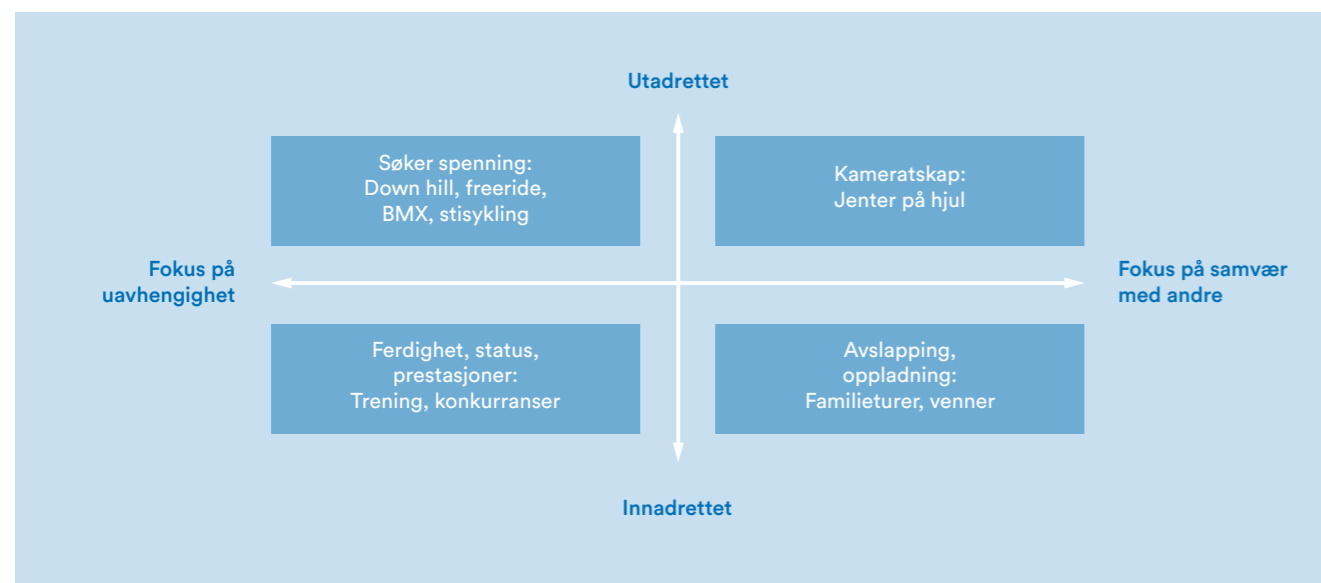 Utadrettet
Søker spenning:
Down hill, freeride,
BMX, stisykling
Kameratskap:
Jenter på hjul
Fokus på
uavhengighet
Fokus på samvær
med andre
Ferdighet, status,
prestasjoner:
Trening, konkurranser
Avslapping,
oppladning:
Familieturer, venner
Innadrettet